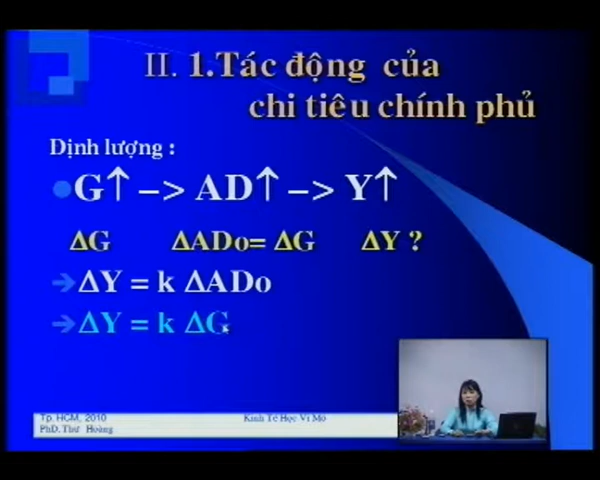 II. 1.Tác động của
chi tiêu chính phủ
Định lượng :
G↑ –> AD↑ –> Y↑
ΔG ΔADo= ΔG ΔY ?
ΔY = k ΔADo
ΔY = k ΔG
Tp. HCM, 2010 Kinh Tế Học Vĩ Mô
PhD. Thư Hoàng